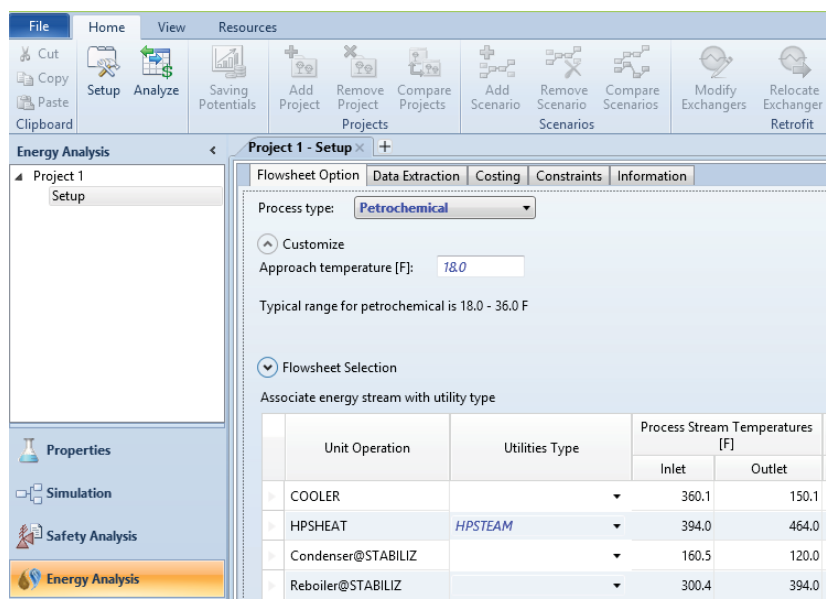 File Home View Resources
Cut
Copy
Paste
Clipboard
Setup Analyze
Saving Potentials
Add Project Remove Project Compare Projects
Projects
Add Scenario Remove Scenario Compare Scenarios
Scenarios
Modify Exchangers Relocate Exchanger
Retrofit
Energy Analysis
Project 1
Setup
Properties
Simulation
Safety Analysis
Energy Analysis
Project 1 - Setup
Flowsheet Option Data Extraction Costing Constraints Information
Process type: Petrochemical
Customize
Approach temperature [F]: 18.0
Typical range for petrochemical is 18.0 - 36.0 F
Flowsheet Selection
Associate energy stream with utility type
Unit Operation Utilities Type Process Stream Temperatures [F]
Inlet Outlet
COOLER 360.1 150.1
HPSHEAT HPSTEAM 394.0 464.0
Condenser@STABILIZ 160.5 120.0
Reboiler@STABILIZ 300.4 394.0